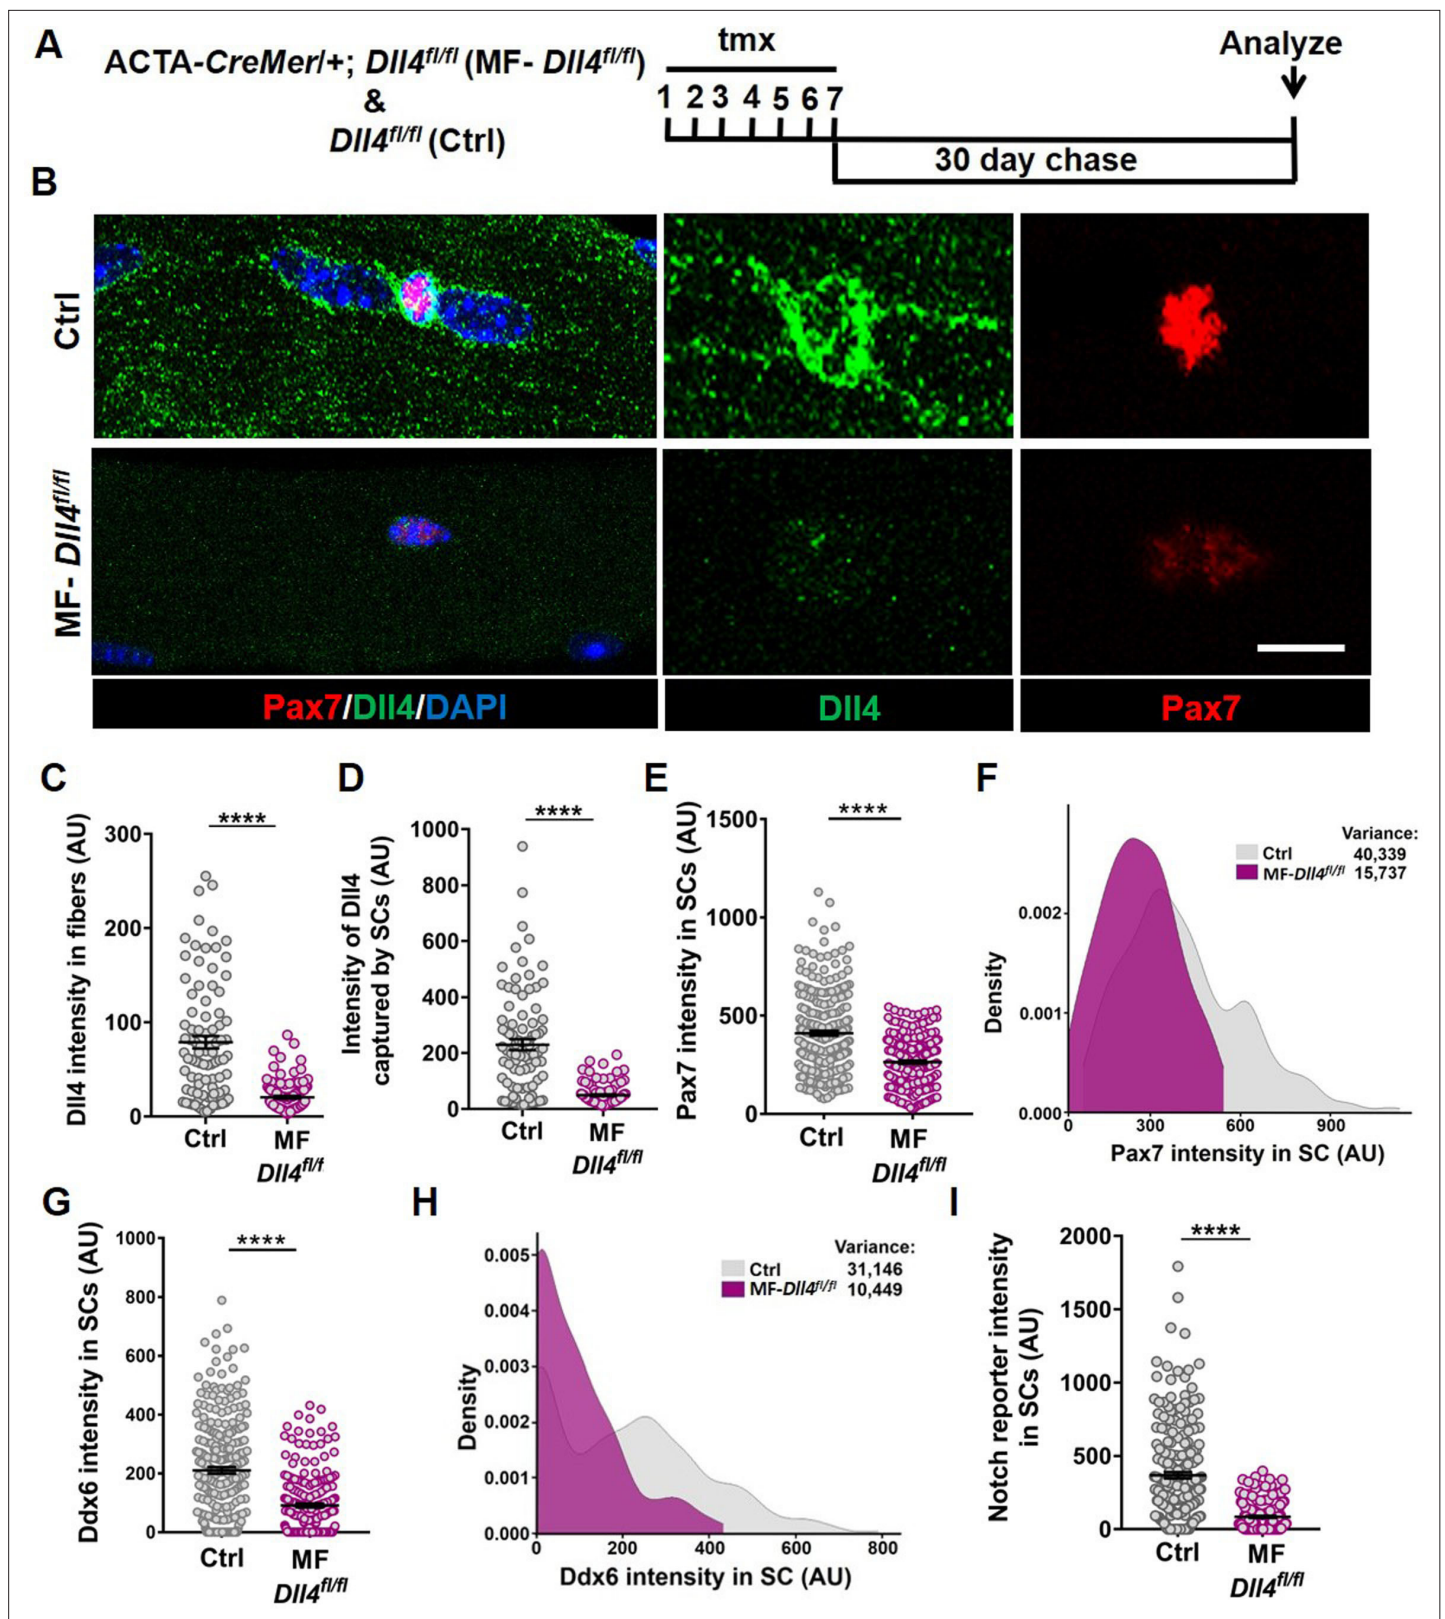 A
ACTA-CreMer/+; Dll4fl/fl (MF- Dll4fl/fl)
&
Dll4fl/fl (Ctrl)
tmx
1 2 3 4 5 6 7
Analyze
30 day chase
B
Ctrl
MF- Dll4fl/fl
Pax7/Dll4/DAPI
Dll4
Pax7
C
Dll4 intensity in fibers (AU)
300
200
100
0
****
Ctrl
MF
Dll4fl/f
D
Intensity of Dll4
captured by SCs (AU)
1000
800
600
400
200
0
****
Ctrl
MF
Dll4fl/fl
E
Pax7 intensity in SCs (AU)
1500
1000
500
0
****
Ctrl
MF
Dll4fl/fl
F
Variance:
Ctrl 40,339
MF-Dll4fl/fl 15,737
Density
0.002
0.001
0.000
0 300 600 900
Pax7 intensity in SC (AU)
G
Ddx6 intensity in SCs (AU)
1000
800
600
400
200
0
****
Ctrl
MF
Dll4fl/fl
H
Variance:
Ctrl 31,146
MF-Dll4fl/fl 10,449
Density
0.005
0.004
0.003
0.002
0.001
0.000
0 200 400 600 800
Ddx6 intensity in SC (AU)
I
Notch reporter intensity
in SCs (AU)
2000
1500
1000
500
0
****
Ctrl
MF
Dll4fl/fl